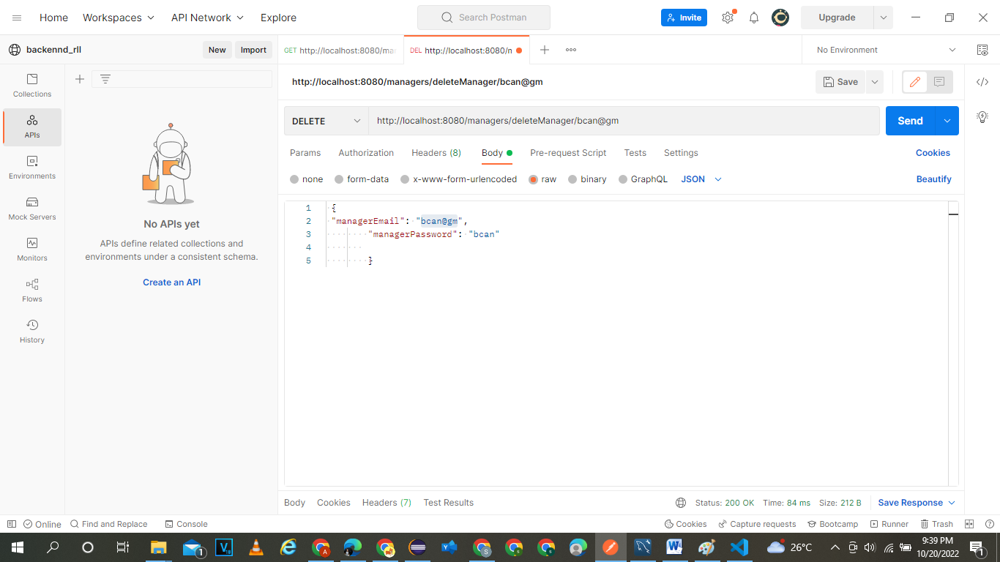 Home Workspaces API Network Explore Search Postman Invite Upgrade
backennd_rll New Import GET http://localhost:8080/ma DEL http://localhost:8080/n No Environment
http://localhost:8080/managers/deleteManager/bcan@gm Save
DELETE http://localhost:8080/managers/deleteManager/bcan@gm Send
Params Authorization Headers (8) Body Pre-request Script Tests Settings Cookies
none form-data x-www-form-urlencoded raw binary GraphQL JSON Beautify
Collections
APIs
Environments
Mock Servers
Monitors
Flows
History
No APIs yet
APIs define related collections and
environments under a consistent schema.
Create an API
1 {
2 "managerEmail": "bcan@gm",
3 "managerPassword": "bcan"
4
5 }
Body Cookies Headers (7) Test Results Status: 200 OK Time: 84 ms Size: 212 B Save Response
Online Find and Replace Console Cookies Capture requests Bootcamp Runner Trash
26°C 9:39 PM
10/20/2022